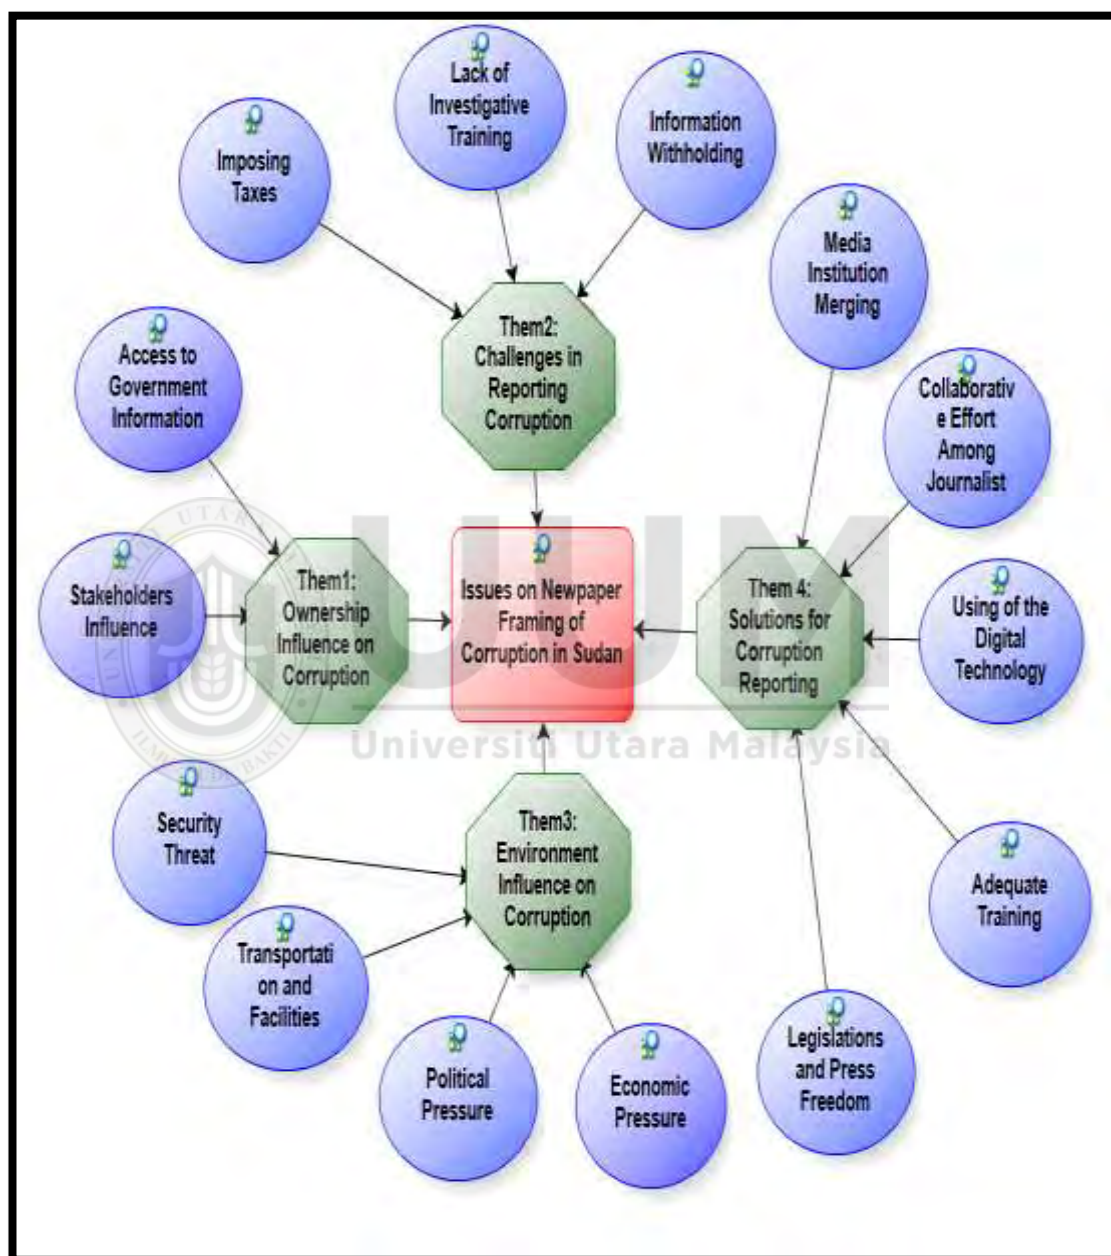 Lack of
Investigative
Training
Information
Withholding
Imposing
Taxes
Media
Institution
Merging
Them2:
Challenges in
Reporting
Corruption
Access to
Government
Information
Collaborativ
e Effort
Among
Journalist
Stakeholders
Influence
Them1:
Ownership
Influence on
Corruption
Issues on Newpaper
Framing of
Corruption in Sudan
Them 4:
Solutions for
Corruption
Reporting
Using of the
Digital
Technology
UUM
Universiti Utara Malaysia
Security
Threat
Them3:
Environment
Influence on
Corruption
Adequate
Training
Transportati
on and
Facilities
Political
Pressure
Economic
Pressure
Legislations
and Press
Freedom